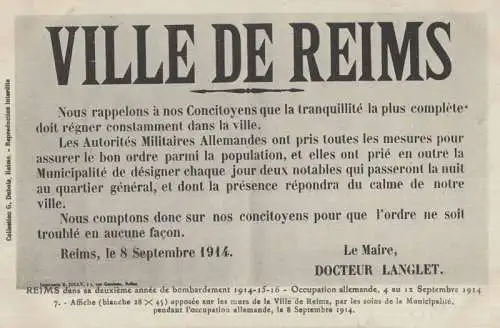 VILLE DE REIMS
Nous rappelons à nos Concitoyens que la tranquillité la plus complète
doit régner constamment dans la ville.
Les Autorités Militaires Allemandes ont pris toutes les mesures pour
assurer le bon ordre parmi la population, et elles ont prié en outre la
Municipalité de désigner chaque jour deux notables qui passeront la nuit
au quartier général, et dont la présence répondra du calme de notre
ville.
Nous comptons donc sur nos concitoyens pour que l'ordre ne soit
troublé en aucune façon.
Reims, le 8 Septembre 1914.
Le Maire,
DOCTEUR LANGLET.
Collection G. Dubois, Reims. - Reproduction interdite
REIMS dans sa deuxième année de bombardement 1914-15-16 - Occupation allemande, 4 au 12 Septembre 1914
7. - Affiche (blanche 28 X 45) apposée sur les murs de la Ville de Reims, par les soins de la Municipalité,
pendant l'occupation allemande, le 8 Septembre 1914.